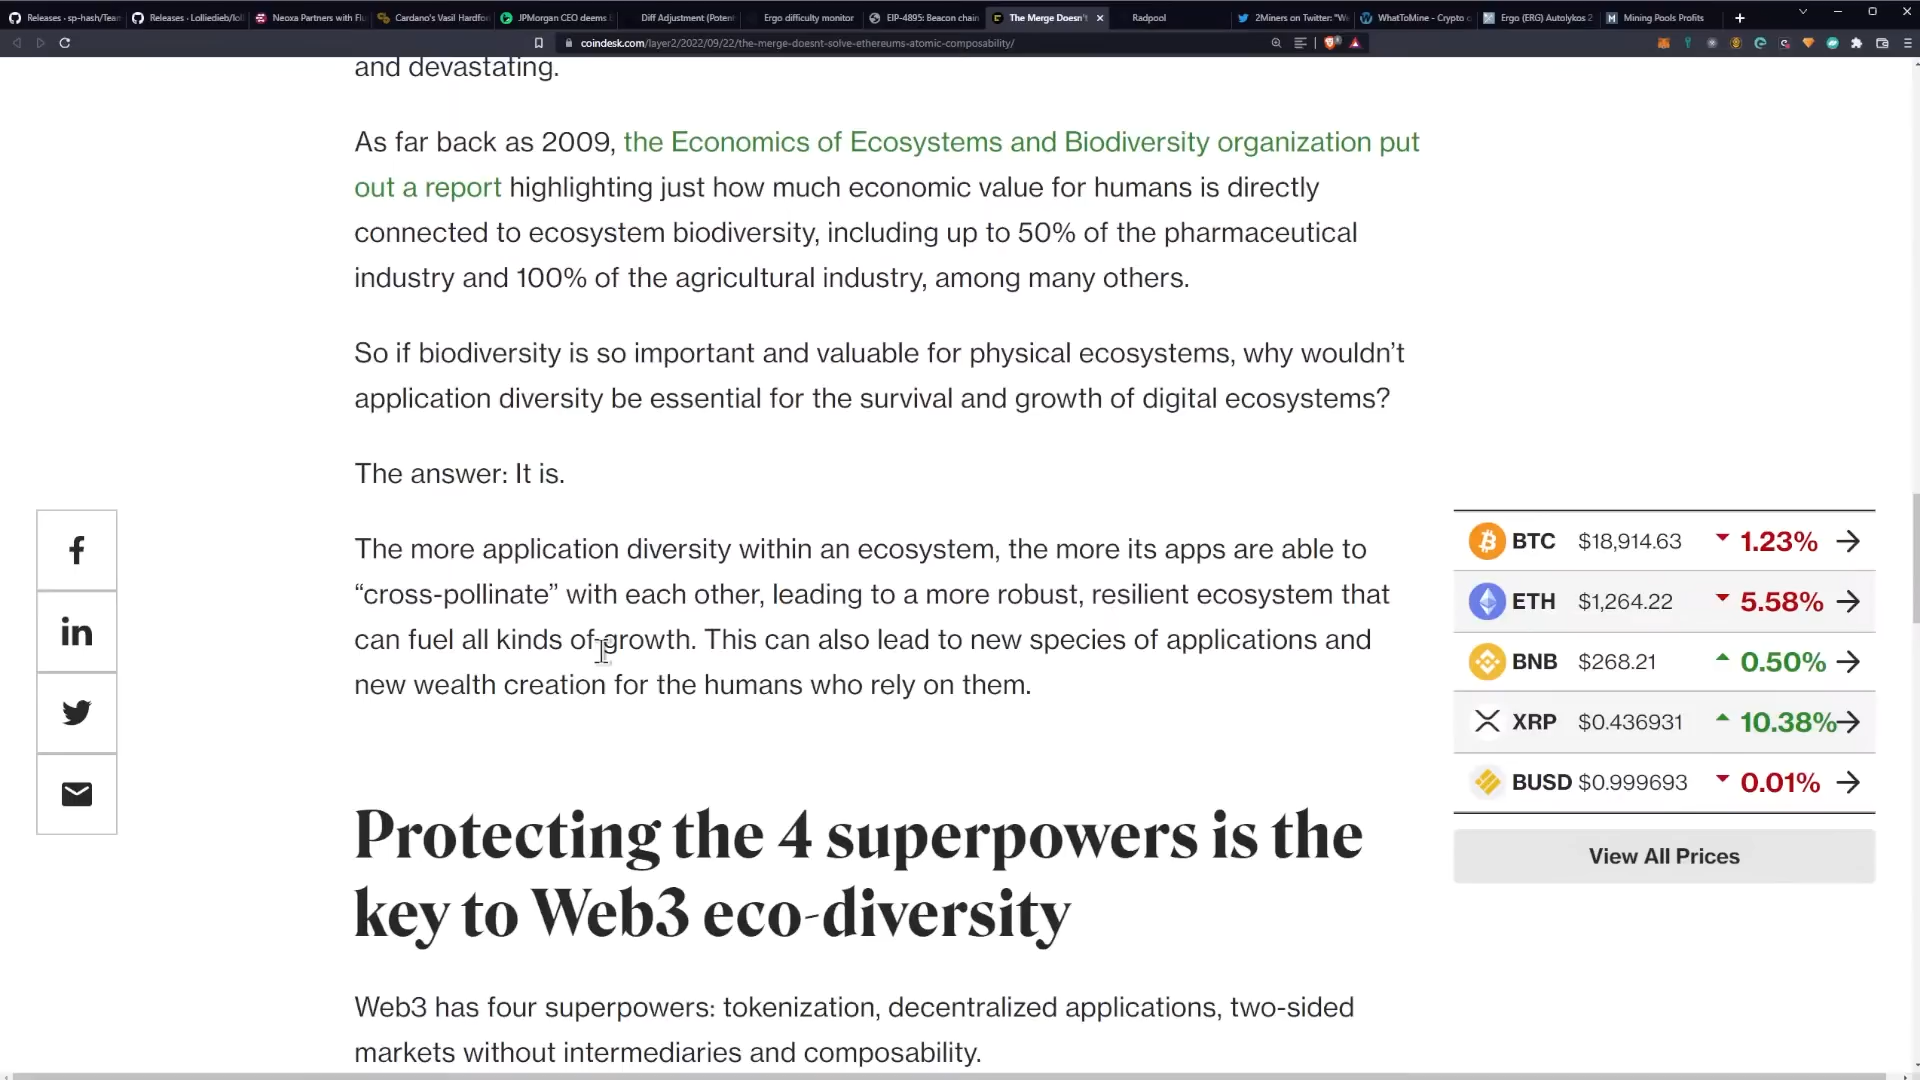 Releases · sp-hash/Team
Releases · Lolliedieb/lol
Neoxa Partners with Flu
Cardano's Vasil Hardfor
JPMorgan CEO deems
Diff Adjustment (Potent
Ergo difficulty monitor
EIP-4895: Beacon chain
The Merge Doesn't
Radpool
2Miners on Twitter: "We
WhatToMine - Crypto c
Ergo (ERG) Autolykos 2
Mining Pools Profits
coindesk.com/layer2/2022/09/22/the-merge-doesnt-solve-ethereums-atomic-composability/
and devastating.
As far back as 2009, the Economics of Ecosystems and Biodiversity organization put
out a report highlighting just how much economic value for humans is directly
connected to ecosystem biodiversity, including up to 50% of the pharmaceutical
industry and 100% of the agricultural industry, among many others.
So if biodiversity is so important and valuable for physical ecosystems, why wouldn't
application diversity be essential for the survival and growth of digital ecosystems?
The answer: It is.
The more application diversity within an ecosystem, the more its apps are able to
“cross-pollinate” with each other, leading to a more robust, resilient ecosystem that
can fuel all kinds of growth. This can also lead to new species of applications and
new wealth creation for the humans who rely on them.
BTC $18,914.63 1.23%
ETH $1,264.22 5.58%
BNB $268.21 0.50%
XRP $0.436931 10.38%
BUSD $0.999693 0.01%
View All Prices
Protecting the 4 superpowers is the
key to Web3 eco-diversity
Web3 has four superpowers: tokenization, decentralized applications, two-sided
markets without intermediaries and composability.